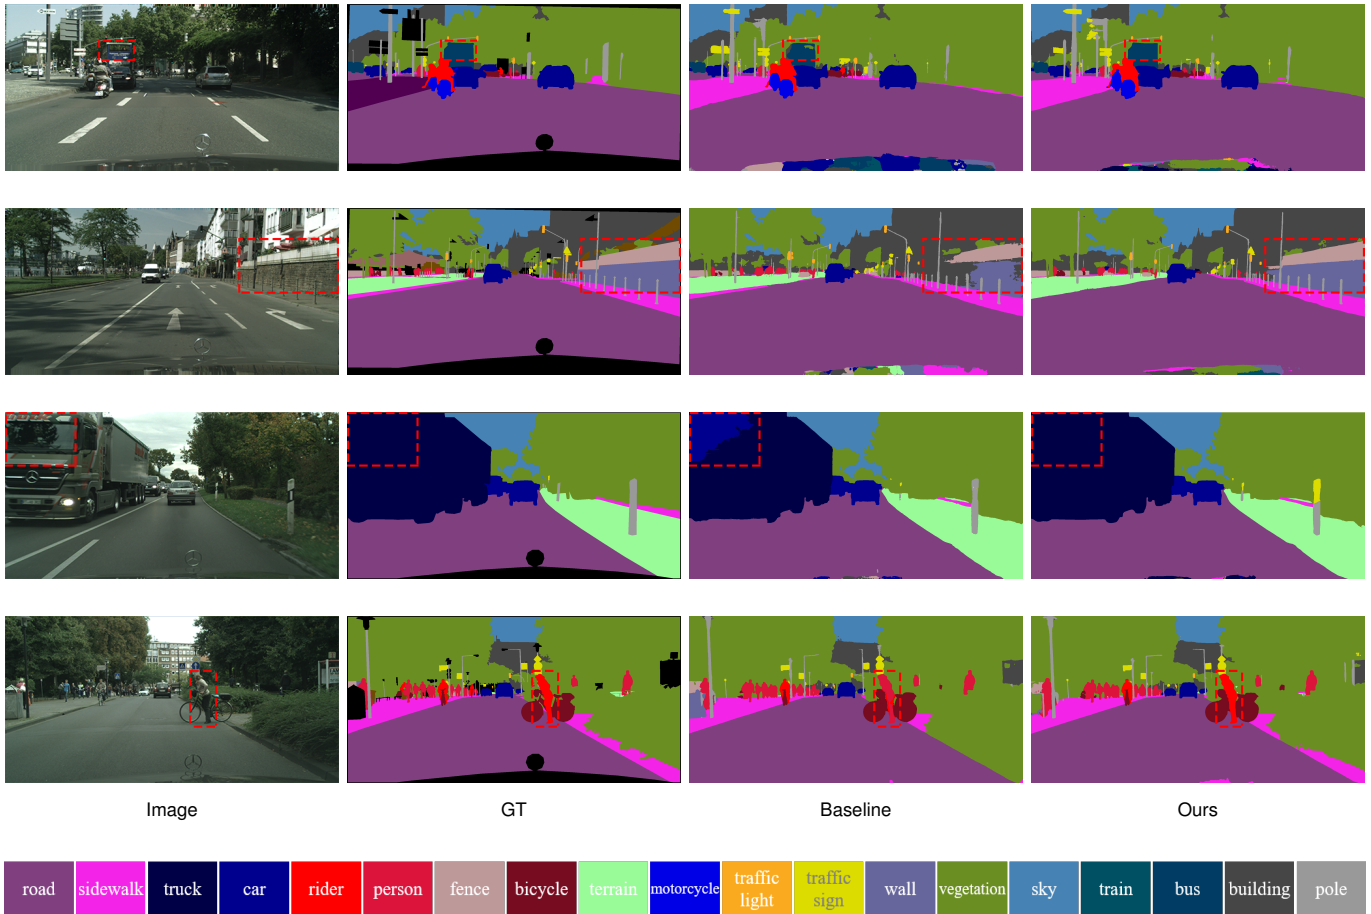 Image GT Baseline Ours
road sidewalk truck car rider person fence bicycle terrain motorcycle traffic light traffic sign wall vegetation sky train bus building pole